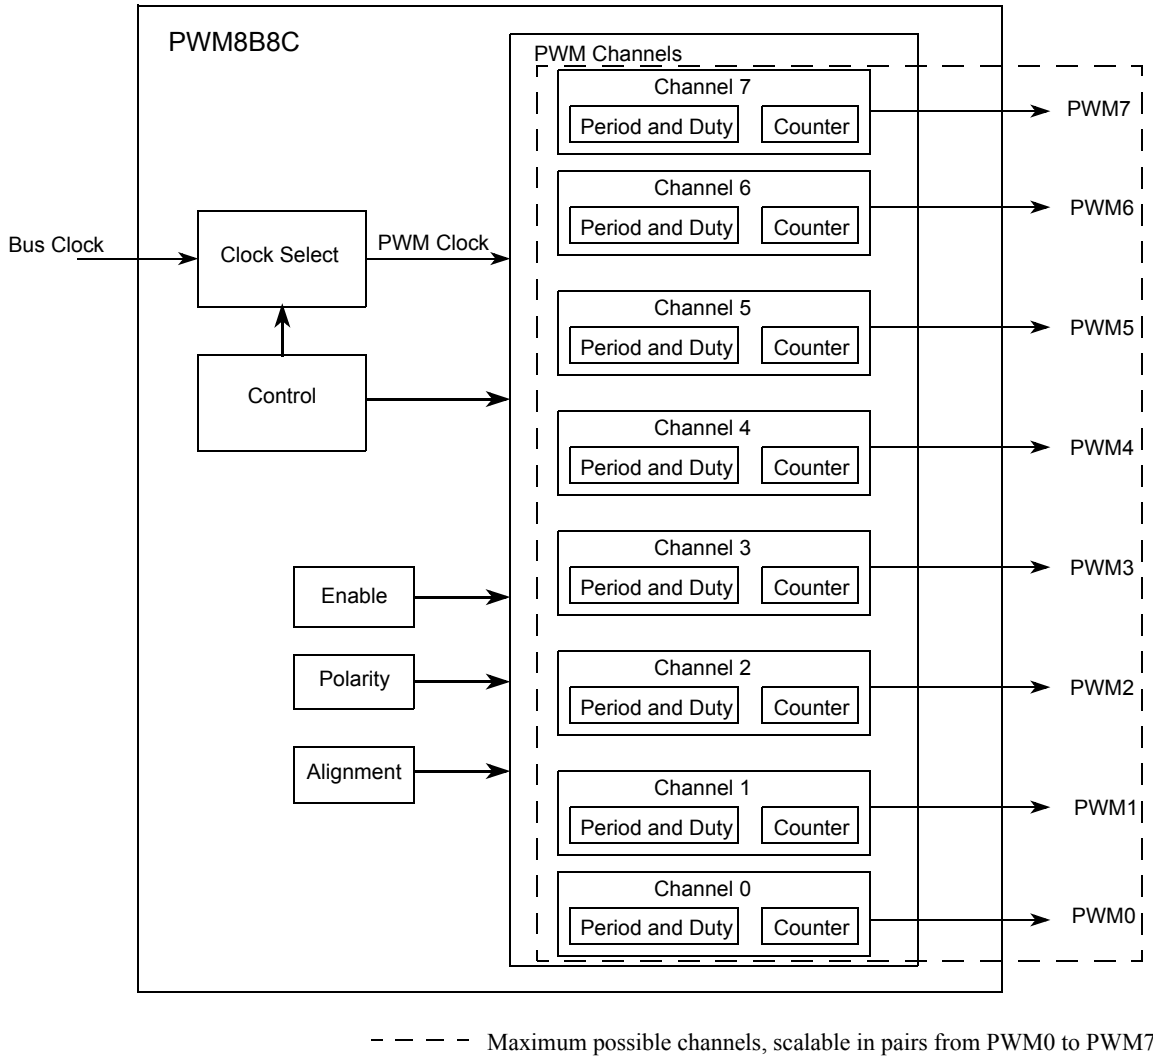 PWM8B8C
PWM Channels
Channel 7
Period and Duty
Counter
PWM7
Channel 6
Period and Duty
Counter
PWM6
Bus Clock
Clock Select
PWM Clock
Channel 5
Period and Duty
Counter
PWM5
Control
Channel 4
Period and Duty
Counter
PWM4
Channel 3
Period and Duty
Counter
PWM3
Enable
Polarity
Channel 2
Period and Duty
Counter
PWM2
Alignment
Channel 1
Period and Duty
Counter
PWM1
Channel 0
Period and Duty
Counter
PWM0
Maximum possible channels, scalable in pairs from PWM0 to PWM7